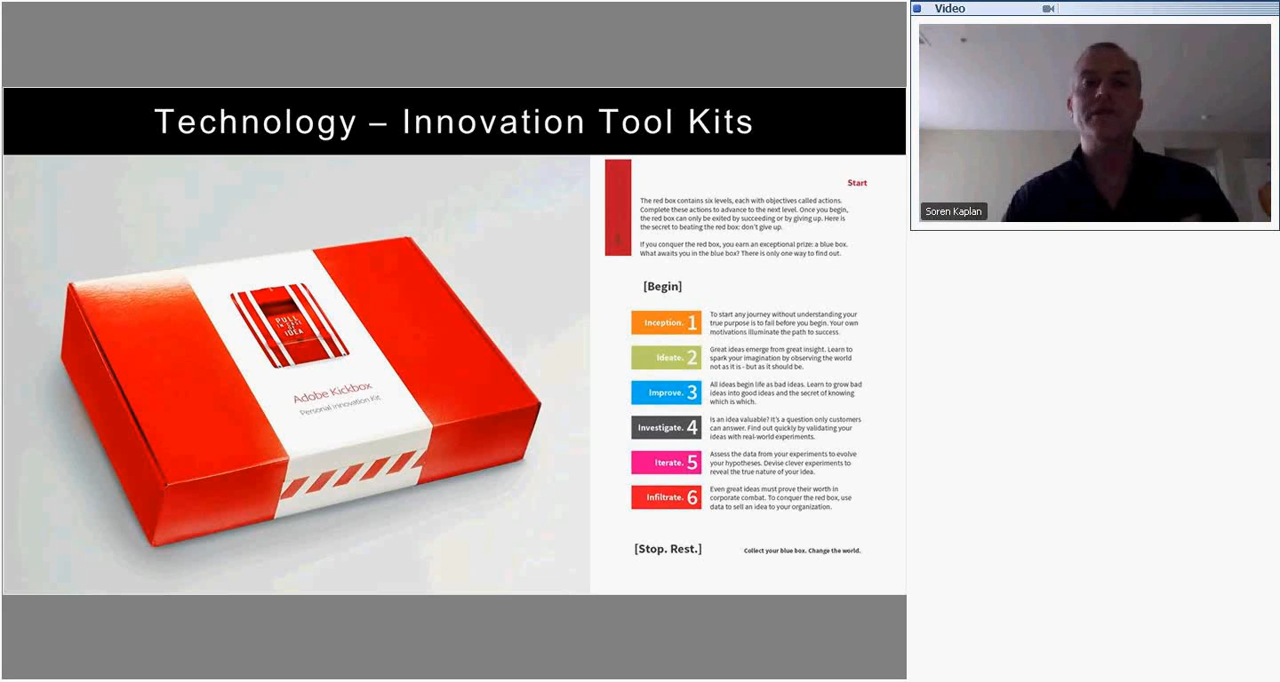 Technology – Innovation Tool Kits
PULL
IDEA
Adobe Kickbox
Personal Innovation Kit
Start
The red box contains six levels, each with objectives called actions.
Complete these actions to advance to the next level. Once you begin,
the red box can only be exited by succeeding or by giving up. Here is
the secret to beating the red box: don't give up.
If you conquer the red box, you earn an exceptional prize: a blue box.
What awaits you in the blue box? There is only one way to find out.
[Begin]
Inception. 1
To start any journey without understanding your
true purpose is to fail before you begin. Your own
motivations illuminate the path to success.
Ideate. 2
Great ideas emerge from great insight. Learn to
spark your imagination by observing the world
not as it is - but as it should be.
Improve. 3
All ideas begin life as bad ideas. Learn to grow bad
ideas into good ideas and the secret of knowing
which is which.
Investigate. 4
Is an idea valuable? It's a question only customers
can answer. Find out quickly by validating your
ideas with real-world experiments.
Iterate. 5
Assess the data from your experiments to evolve
your hypotheses. Devise clever experiments to
reveal the true nature of your idea.
Infiltrate. 6
Even great ideas must prove their worth in
corporate combat. To conquer the red box, use
data to sell an idea to your organization.
[Stop. Rest.]
Collect your blue box. Change the world.
Video
Soren Kaplan